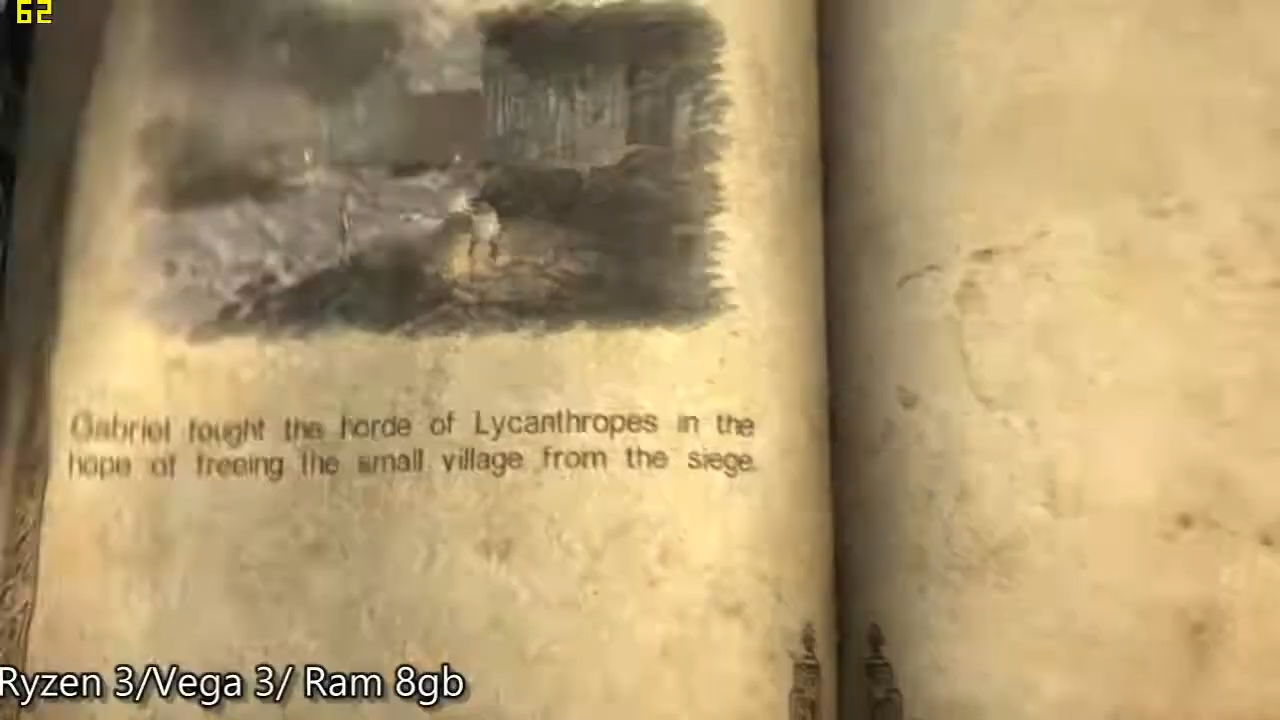 62
Gabriel fought the horde of Lycanthropes in the
hope of freeing the small village from the siege.
Ryzen 3/Vega 3/ Ram 8gb